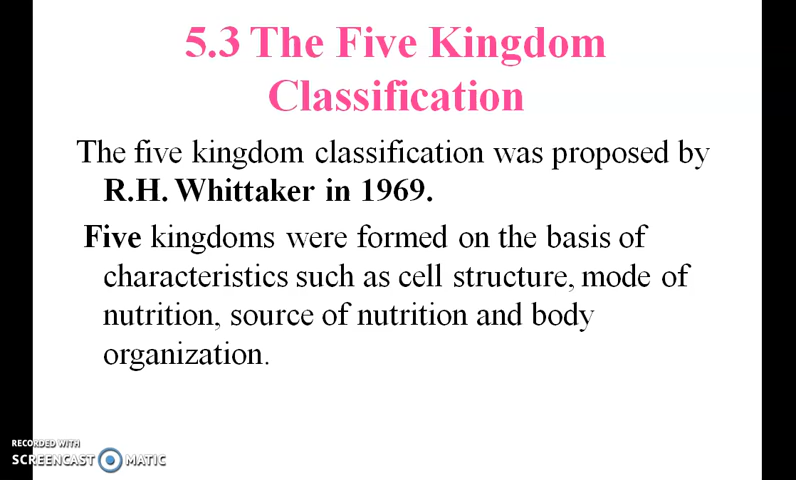 5.3 The Five Kingdom
Classification
The five kingdom classification was proposed by
R.H. Whittaker in 1969.
Five kingdoms were formed on the basis of
characteristics such as cell structure, mode of
nutrition, source of nutrition and body
organization.
RECORDED WITH
SCREENCAST MATIC